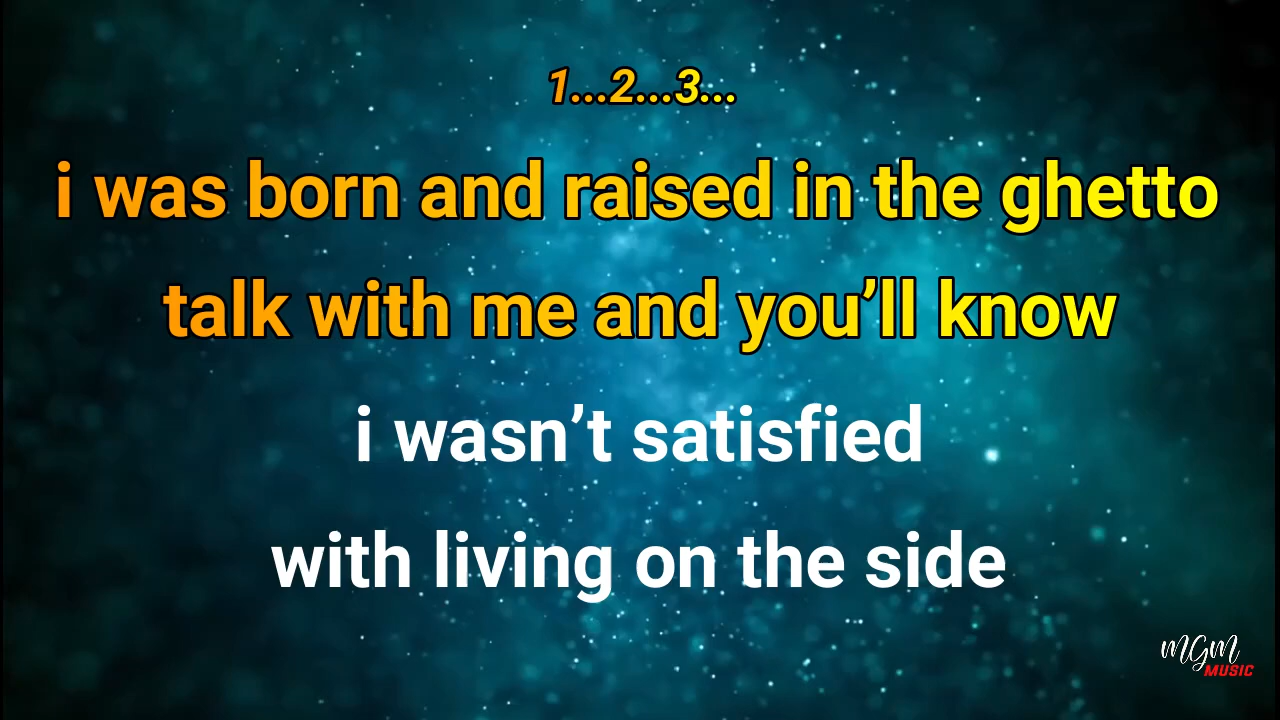 1...2...3...
i was born and raised in the ghetto
talk with me and you’ll know
i wasn’t satisfied
with living on the side
MGM
MUSIC